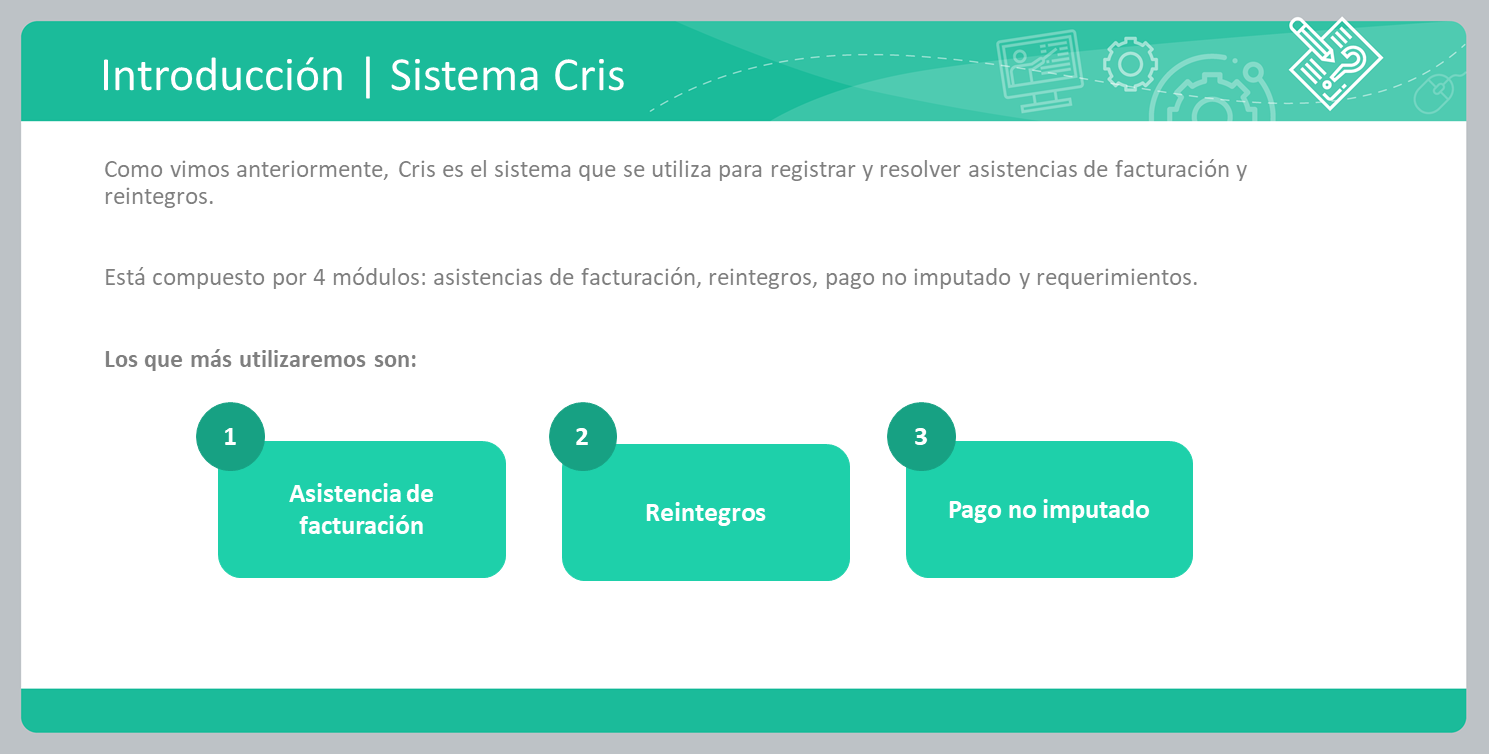 Introducción | Sistema Cris
Como vimos anteriormente, Cris es el sistema que se utiliza para registrar y resolver asistencias de facturación y
reintegros.
Está compuesto por 4 módulos: asistencias de facturación, reintegros, pago no imputado y requerimientos.
Los que más utilizaremos son:
1
Asistencia de
facturación
2
Reintegros
3
Pago no imputado